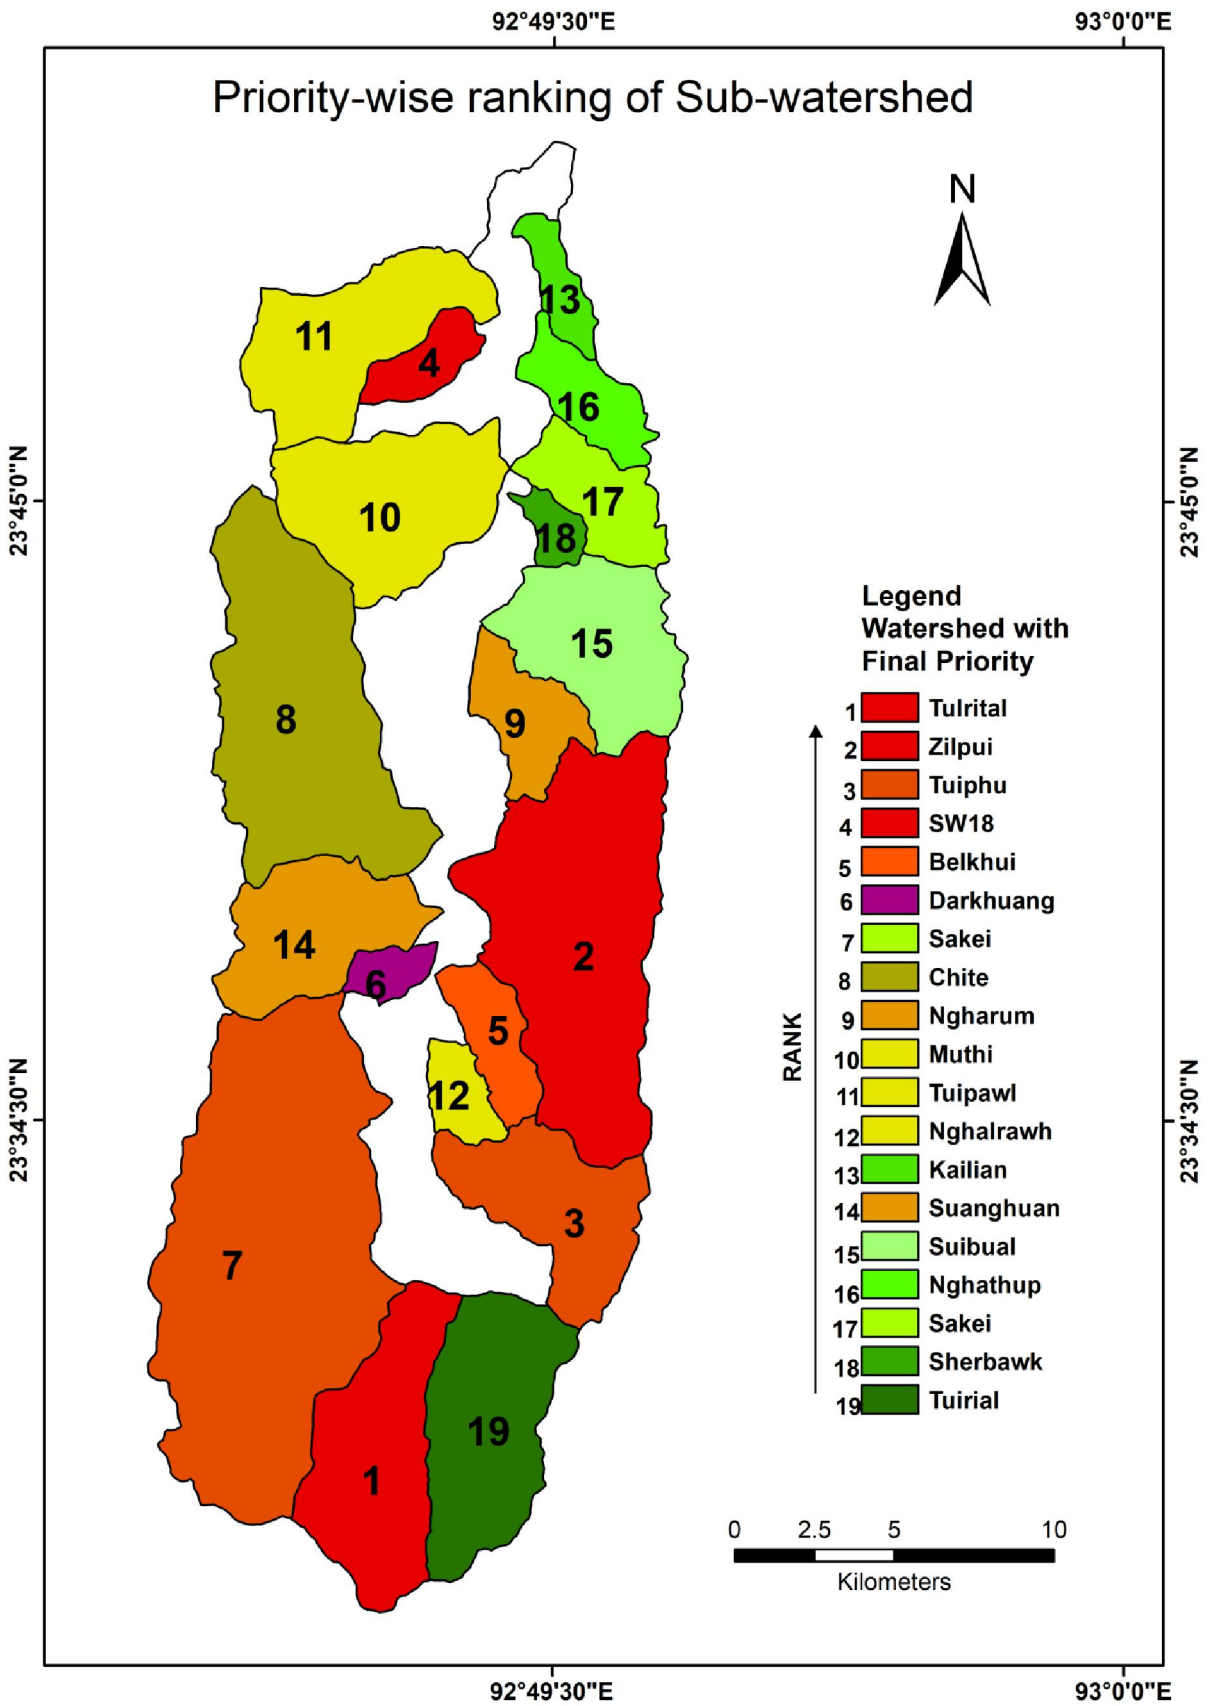 92°49'30"E
93°0'0"E
Priority-wise ranking of Sub-watershed
N
13
11
4
16
23°45'0"N
23°45'0"N
17
10
18
15
8
9
14
2
6
5
12
3
7
19
1
23°34'30"N
23°34'30"N
Legend
Watershed with
Final Priority
RANK
1 Tulrital
2 Zilpui
3 Tuiphu
4 SW18
5 Belkhui
6 Darkhuang
7 Sakei
8 Chite
9 Ngharum
10 Muthi
11 Tuipawl
12 Nghalrawh
13 Kailian
14 Suanghuan
15 Suibual
16 Nghathup
17 Sakei
18 Sherbawk
19 Tuirial
0 2.5 5 10
Kilometers
92°49'30"E
93°0'0"E